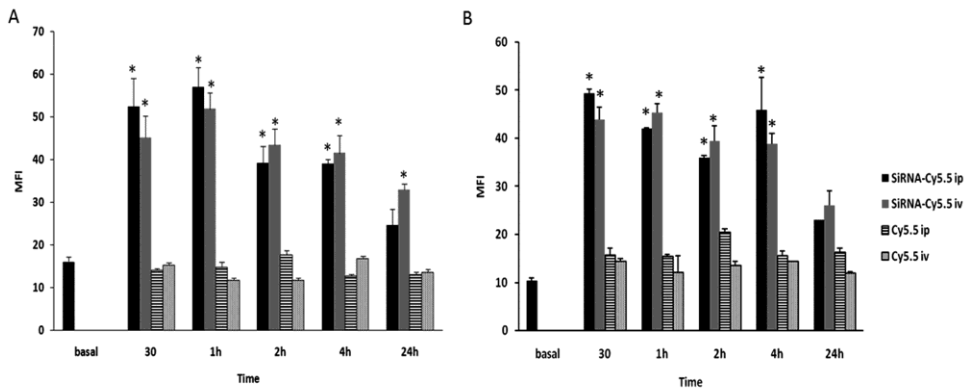 A
70
60
50
40
30
20
10
0
MFI
* * * * * * * * *
basal 30 1h 2h 4h 24h
Time
B
60
50
40
30
20
10
0
MFI
* * * * * * * *
basal 30 1h 2h 4h 24h
Time
SiRNA-Cy5.5 ip
SiRNA-Cy5.5 iv
Cy5.5 ip
Cy5.5 iv